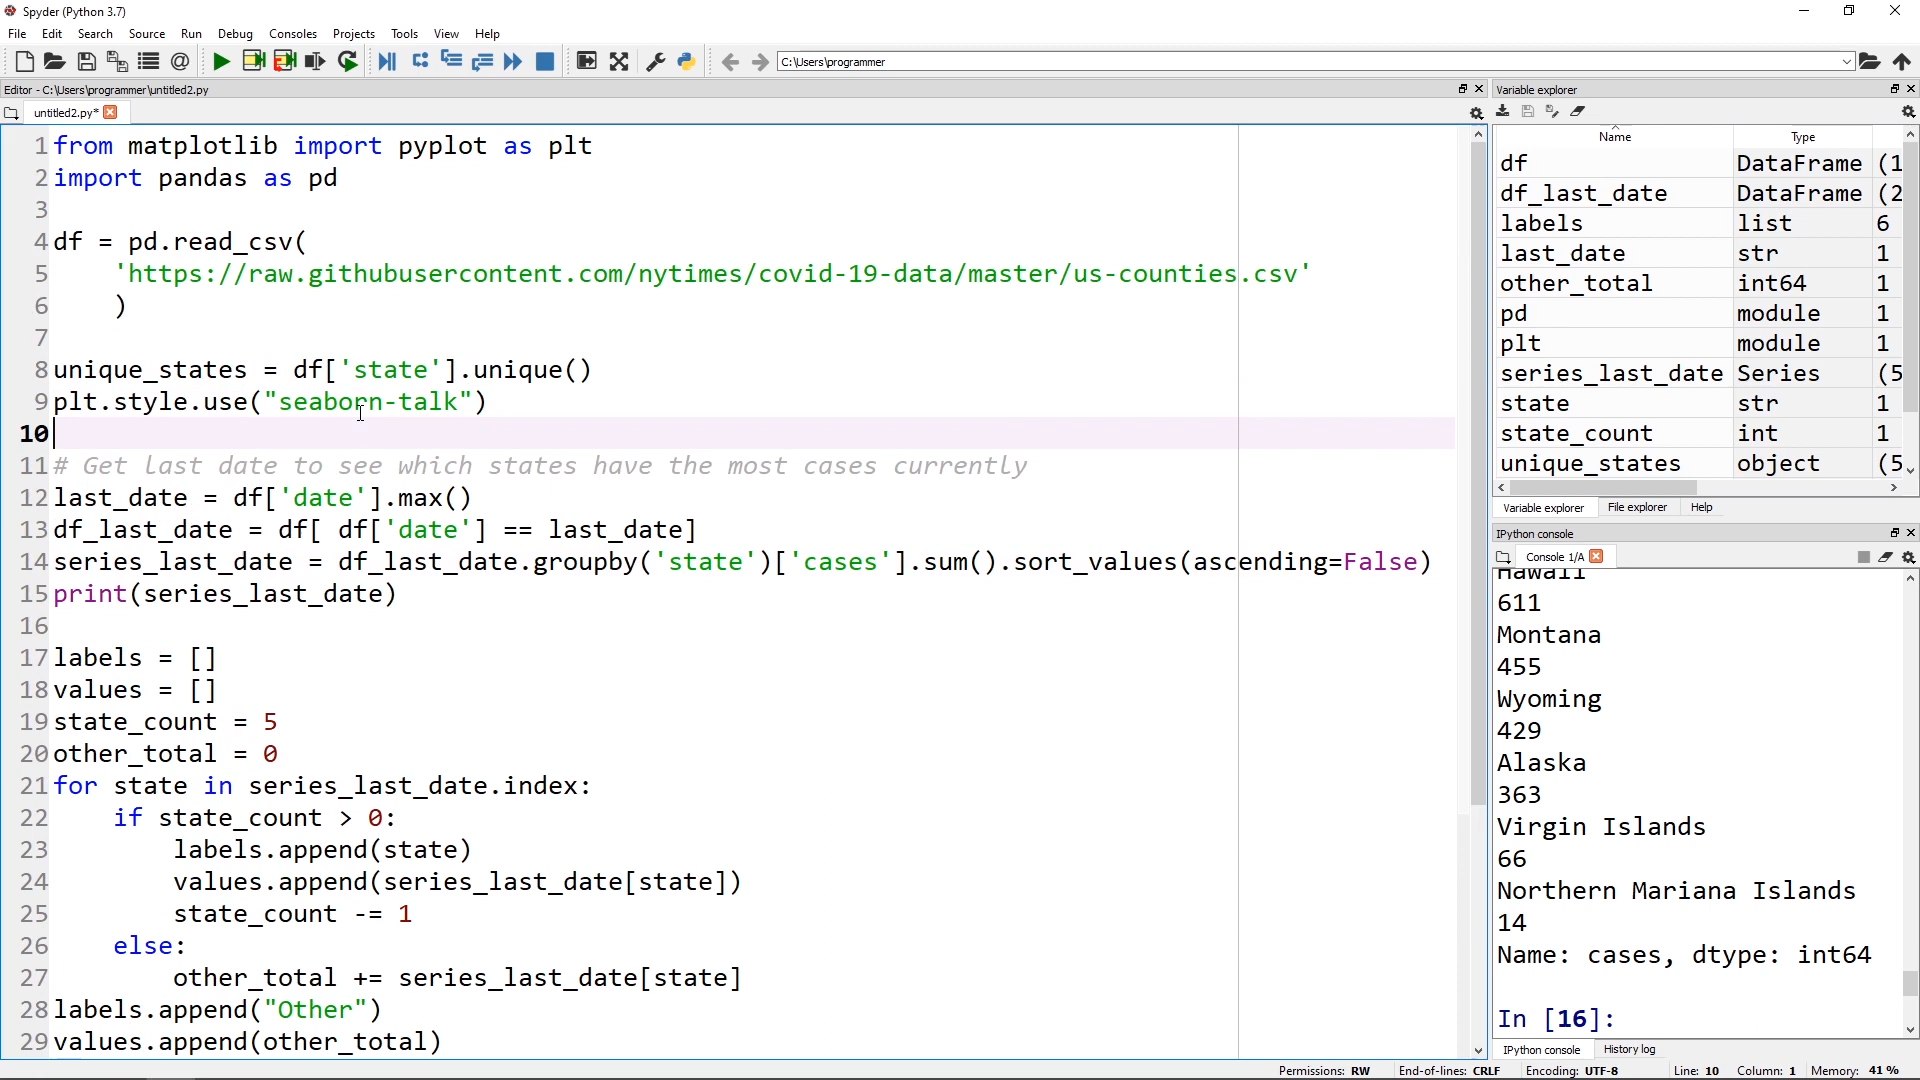 Spyder (Python 3.7)
File Edit Search Source Run Debug Consoles Projects Tools View Help
C:\Users\programmer
Editor - C:\Users\programmer\untitled2.py
untitled2.py*
1 from matplotlib import pyplot as plt
2 import pandas as pd
3
4 df = pd.read_csv(
5     'https://raw.githubusercontent.com/nytimes/covid-19-data/master/us-counties.csv'
6     )
7
8 unique_states = df['state'].unique()
9 plt.style.use("seaborn-talk")
10
11 # Get last date to see which states have the most cases currently
12 last_date = df['date'].max()
13 df_last_date = df[ df['date'] == last_date]
14 series_last_date = df_last_date.groupby('state')['cases'].sum().sort_values(ascending=False)
15 print(series_last_date)
16
17 labels = []
18 values = []
19 state_count = 5
20 other_total = 0
21 for state in series_last_date.index:
22     if state_count > 0:
23         labels.append(state)
24         values.append(series_last_date[state])
25         state_count -= 1
26     else:
27         other_total += series_last_date[state]
28 labels.append("Other")
29 values.append(other_total)
Variable explorer
Name Type
df DataFrame (1
df_last_date DataFrame (2
labels list 6
last_date str 1
other_total int64 1
pd module 1
plt module 1
series_last_date Series (5
state str 1
state_count int 1
unique_states object (5
Variable explorer File explorer Help
IPython console
Console 1/A
Hawaii
611
Montana
455
Wyoming
429
Alaska
363
Virgin Islands
66
Northern Mariana Islands
14
Name: cases, dtype: int64
In [16]:
IPython console History log
Permissions: RW End-of-lines: CRLF Encoding: UTF-8 Line: 10 Column: 1 Memory: 41 %